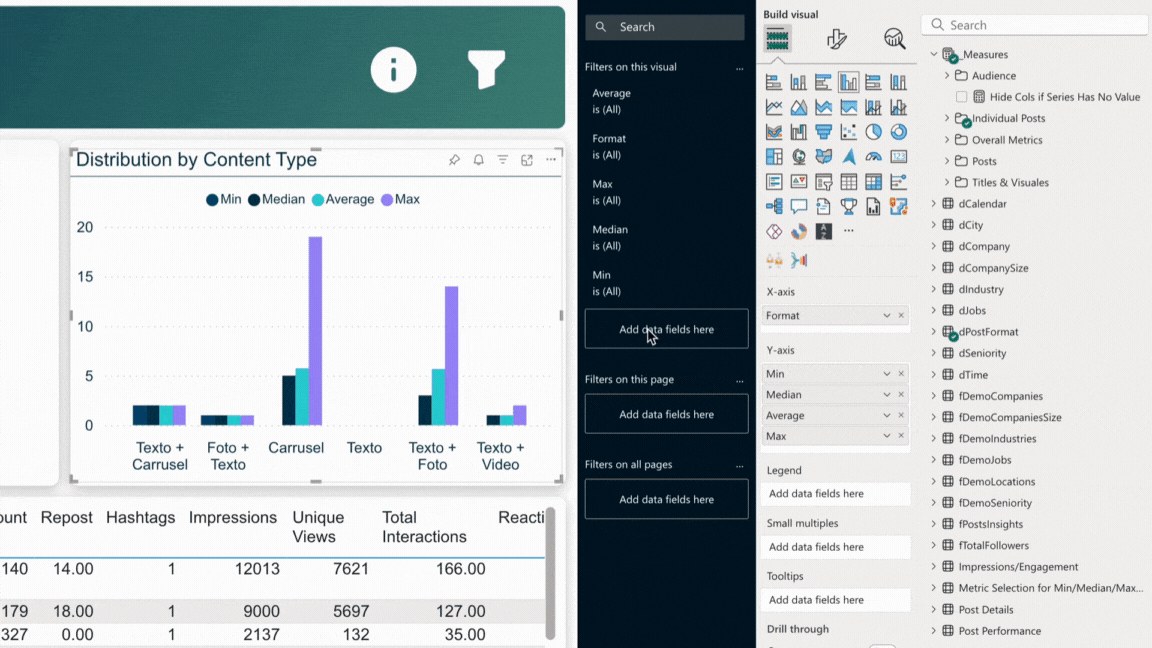 Distribution by Content Type
Min Median Average Max
20
15
10
5
0
Texto + Carrusel
Foto + Texto
Carrusel
Texto
Texto + Foto
Texto + Video
ount Repost Hashtags Impressions Unique Views Total Interactions Reacti
140 14.00 1 12013 7621 166.00
179 18.00 1 9000 5697 127.00
327 0.00 1 2137 132 35.00
Search
Filters on this visual ...
Average
is (All)
Format
is (All)
Max
is (All)
Median
is (All)
Min
is (All)
Add data fields here
Filters on this page ...
Add data fields here
Filters on all pages ...
Add data fields here
Build visual
123
...
X-axis
Format
Y-axis
Min
Median
Average
Max
Legend
Add data fields here
Small multiples
Add data fields here
Tooltips
Add data fields here
Drill through
Search
_Measures
Audience
Hide Cols if Series Has No Value
Individual Posts
Overall Metrics
Posts
Titles & Visuales
dCalendar
dCity
dCompany
dCompanySize
dIndustry
dJobs
dPostFormat
dSeniority
dTime
fDemoCompanies
fDemoCompaniesSize
fDemoIndustries
fDemoJobs
fDemoLocations
fDemoSeniority
fPostsInsights
fTotalFollowers
Impressions/Engagement
Metric Selection for Min/Median/Max...
Post Details
Post Performance